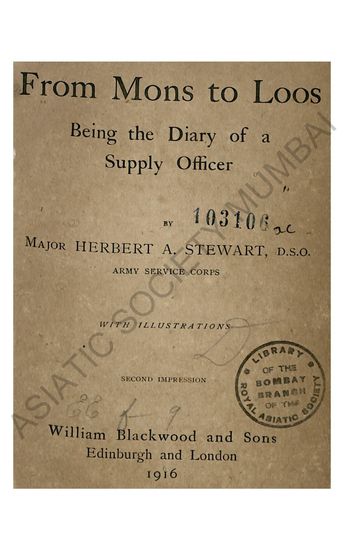 From Mons to Loos
Being the Diary of a
Supply Officer
BY
103106
MAJOR HERBERT A. STEWART, D.S.O.
ARMY SERVICE CORPS
WITH ILLUSTRATIONS
SECOND IMPRESSION
LIBRARY
OF THE
BOMBAY
BRANCH
OF THE
ROYAL ASIATIC SOCIETY
William Blackwood and Sons
Edinburgh and London
1916
ASIATIC SOCIETY MUMBAI